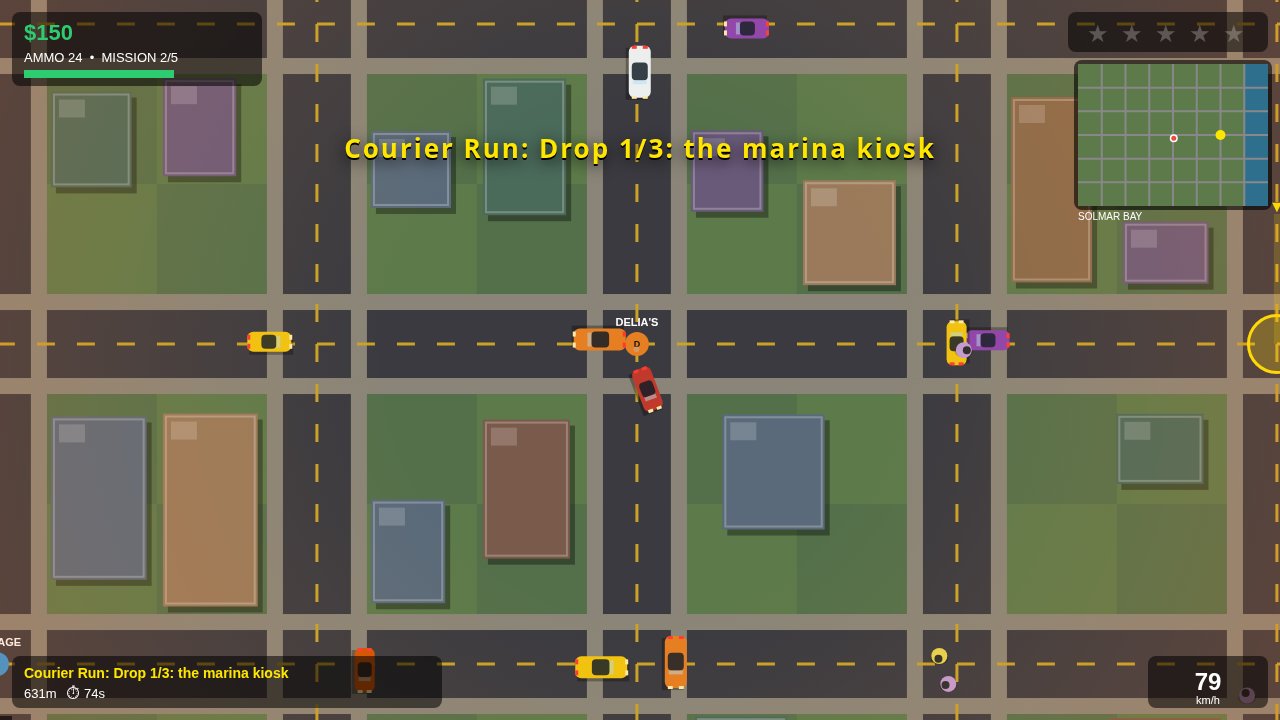 $150
AMMO 24 • MISSION 2/5
Courier Run: Drop 1/3: the marina kiosk
SOLMAR BAY
DELIA'S
D
AGE
Courier Run: Drop 1/3: the marina kiosk
631m ⏱ 74s
79
km/h